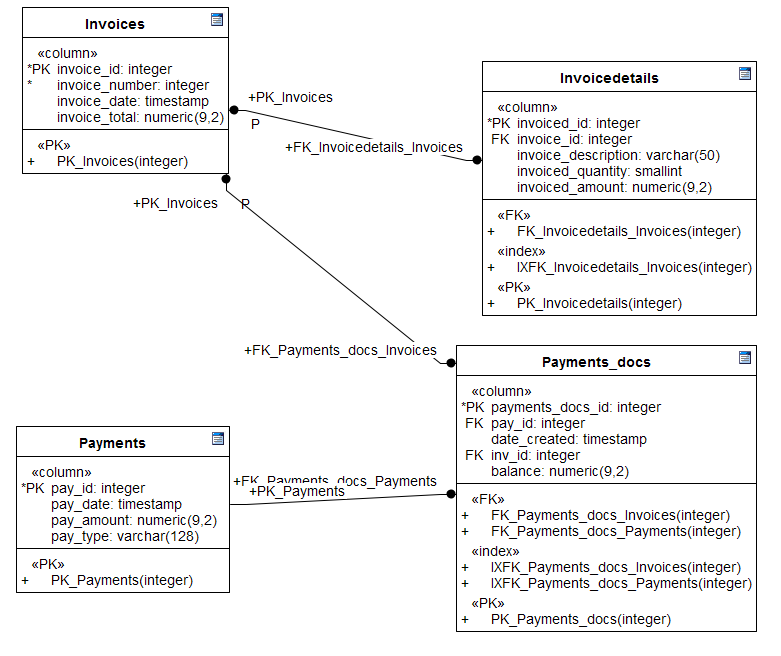 Invoices
«column»
*PK invoice_id: integer
* invoice_number: integer
invoice_date: timestamp
invoice_total: numeric(9,2)
«PK»
+ PK_Invoices(integer)
+PK_Invoices
P
+FK_Invoicedetails_Invoices
Invoicedetails
«column»
*PK invoiced_id: integer
FK invoice_id: integer
invoice_description: varchar(50)
invoiced_quantity: smallint
invoiced_amount: numeric(9,2)
«FK»
+ FK_Invoicedetails_Invoices(integer)
«index»
+ IXFK_Invoicedetails_Invoices(integer)
«PK»
+ PK_Invoicedetails(integer)
+PK_Invoices
P
+FK_Payments_docs_Invoices
Payments_docs
«column»
*PK payments_docs_id: integer
FK pay_id: integer
date_created: timestamp
FK inv_id: integer
balance: numeric(9,2)
«FK»
+ FK_Payments_docs_Invoices(integer)
+ FK_Payments_docs_Payments(integer)
«index»
+ IXFK_Payments_docs_Invoices(integer)
+ IXFK_Payments_docs_Payments(integer)
«PK»
+ PK_Payments_docs(integer)
Payments
«column»
*PK pay_id: integer
pay_date: timestamp
pay_amount: numeric(9,2)
pay_type: varchar(128)
«PK»
+ PK_Payments(integer)
+FK_Payments_docs_Payments
+PK_Payments